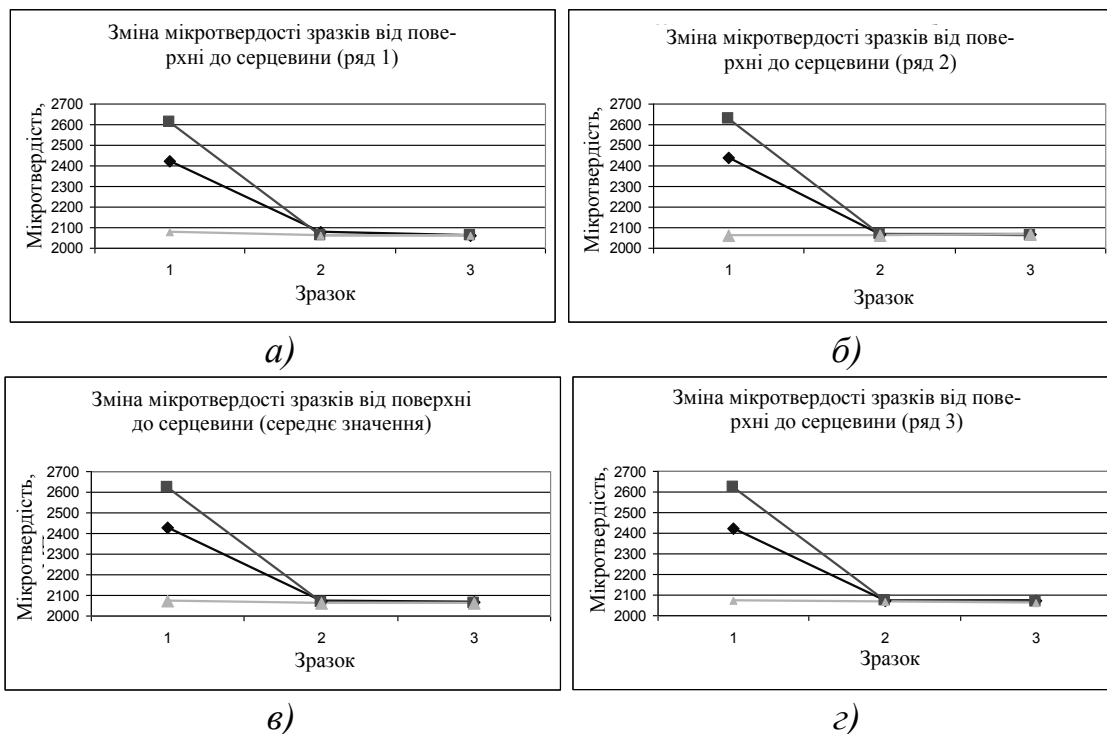 Зміна мікротвердості зразків від пове-
рхні до серцевини (ряд 1)
Мікротвердість,
2700
2600
2500
2400
2300
2200
2100
2000
1
2
3
Зразок
а)
Зміна мікротвердості зразків від пове-
рхні до серцевини (ряд 2)
Мікротвердість,
2700
2600
2500
2400
2300
2200
2100
2000
1
2
3
Зразок
б)
Зміна мікротвердості зразків від поверхні
до серцевини (середнє значення)
Мікротвердість,
2700
2600
2500
2400
2300
2200
2100
2000
1
2
3
Зразок
в)
Зміна мікротвердості зразків від пове-
рхні до серцевини (ряд 3)
Мікротвердість,
2700
2600
2500
2400
2300
2200
2100
2000
1
2
3
Зразок
г)